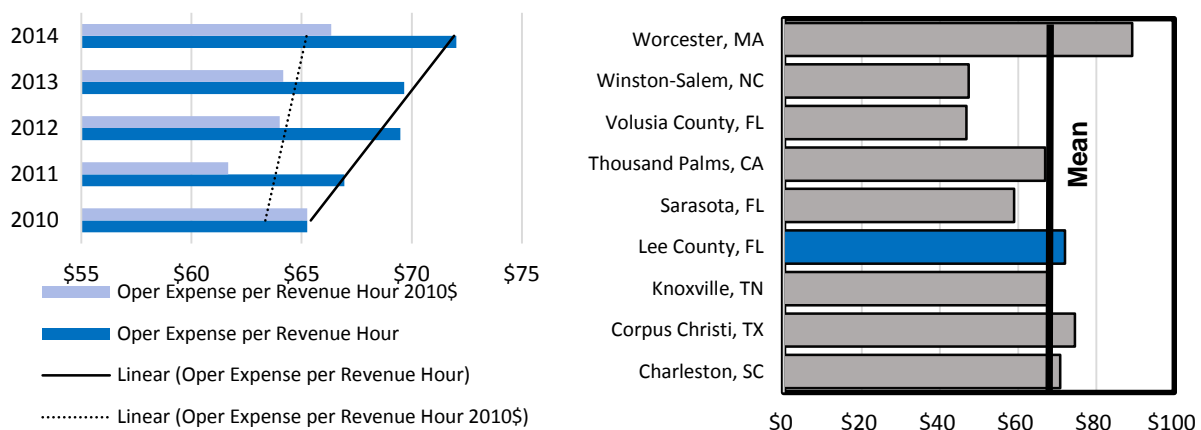 2014
2013
2012
2011
2010
$55 $60 $65 $70 $75
Oper Expense per Revenue Hour 2010$
Oper Expense per Revenue Hour
Linear (Oper Expense per Revenue Hour)
Linear (Oper Expense per Revenue Hour 2010$)
Worcester, MA
Winston-Salem, NC
Volusia County, FL
Thousand Palms, CA
Sarasota, FL
Lee County, FL
Knoxville, TN
Corpus Christi, TX
Charleston, SC
Mean
$0 $20 $40 $60 $80 $100